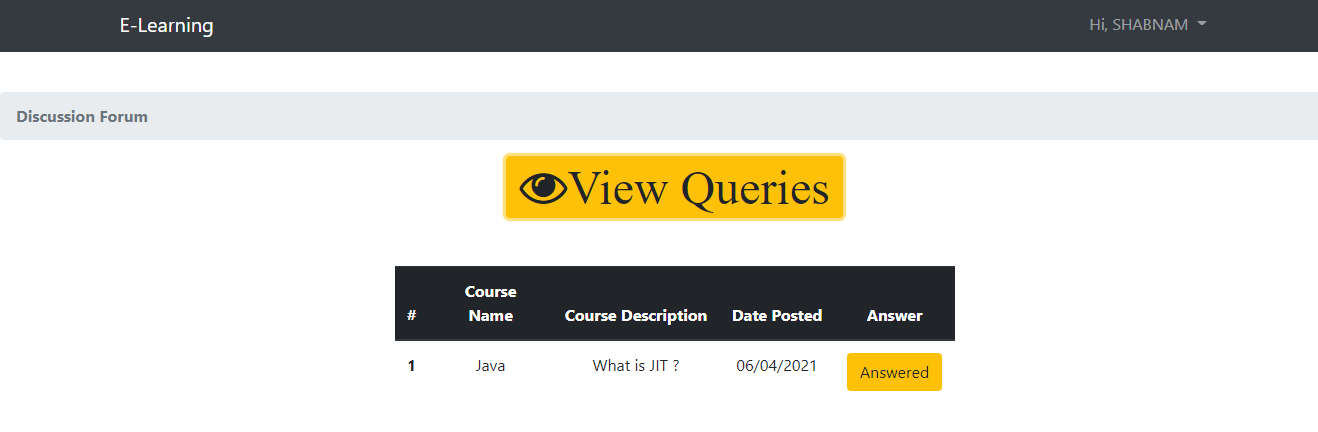 E-Learning
Hi, SHABNAM
Discussion Forum
View Queries
# Course Name Course Description Date Posted Answer
1 Java What is JIT ? 06/04/2021 Answered